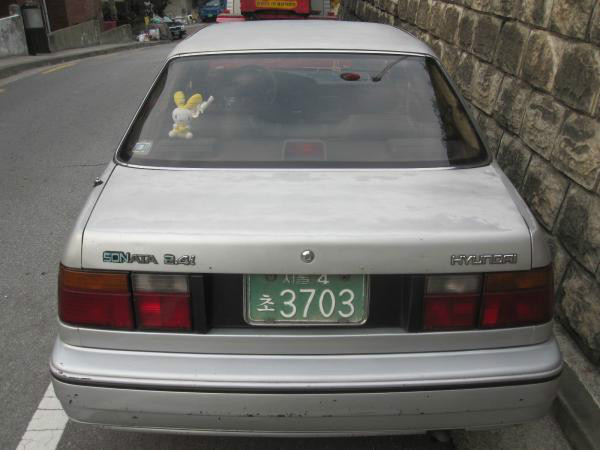 SONATA 2.4i
HYUNDAI
서울 4
초 3703